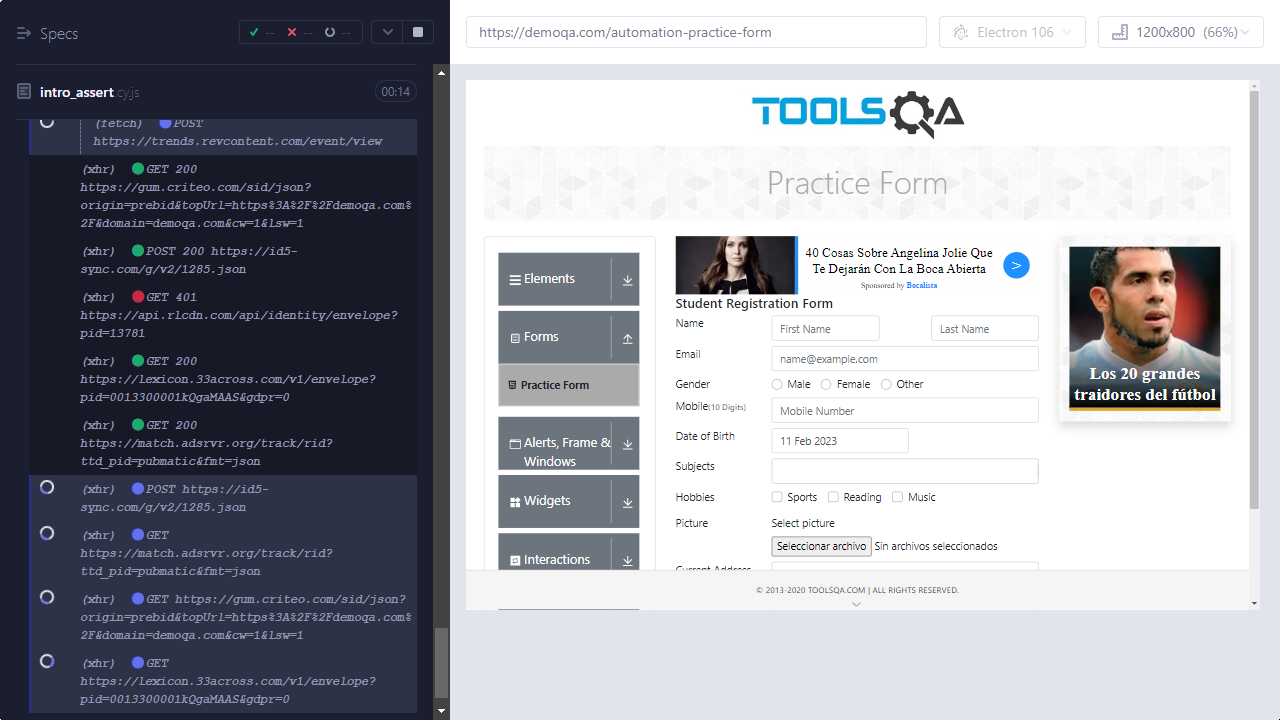 Specs
--
--
--
intro_assert.cy.js
00:14
(fetch) POST
https://trends.revcontent.com/event/view
(xhr) GET 200
https://gum.criteo.com/sid/json?
origin=prebid&topUrl=https%3A%2F%2Fdemoqa.com%
2F&domain=demoqa.com&cw=1&lsw=1
(xhr) POST 200 https://id5-
sync.com/g/v2/1285.json
(xhr) GET 401
https://api.rlcdn.com/api/identity/envelope?
pid=13781
(xhr) GET 200
https://lexicon.33across.com/v1/envelope?
pid=0013300001kQgaMAAS&gdpr=0
(xhr) GET 200
https://match.adsrvr.org/track/rid?
ttd_pid=pubmatic&fmt=json
(xhr) POST https://id5-
sync.com/g/v2/1285.json
(xhr) GET
https://match.adsrvr.org/track/rid?
ttd_pid=pubmatic&fmt=json
(xhr) GET https://gum.criteo.com/sid/json?
origin=prebid&topUrl=https%3A%2F%2Fdemoqa.com%
2F&domain=demoqa.com&cw=1&lsw=1
(xhr) GET
https://lexicon.33across.com/v1/envelope?
pid=0013300001kQgaMAAS&gdpr=0
https://demoqa.com/automation-practice-form
Electron 106
1200x800 (66%)
TOOLSQA
Practice Form
Elements
Forms
Practice Form
Alerts, Frame &
Windows
Widgets
Interactions
40 Cosas Sobre Angelina Jolie Que
Te Dejarán Con La Boca Abierta
Sponsored by Bocalista
>
Student Registration Form
Name
First Name
Last Name
Email
name@example.com
Gender
Male
Female
Other
Mobile(10 Digits)
Mobile Number
Date of Birth
11 Feb 2023
Subjects
Hobbies
Sports
Reading
Music
Picture
Select picture
Seleccionar archivo
Sin archivos seleccionados
Current Address
Los 20 grandes
traidores del fútbol
© 2013-2020 TOOLSQA.COM | ALL RIGHTS RESERVED.